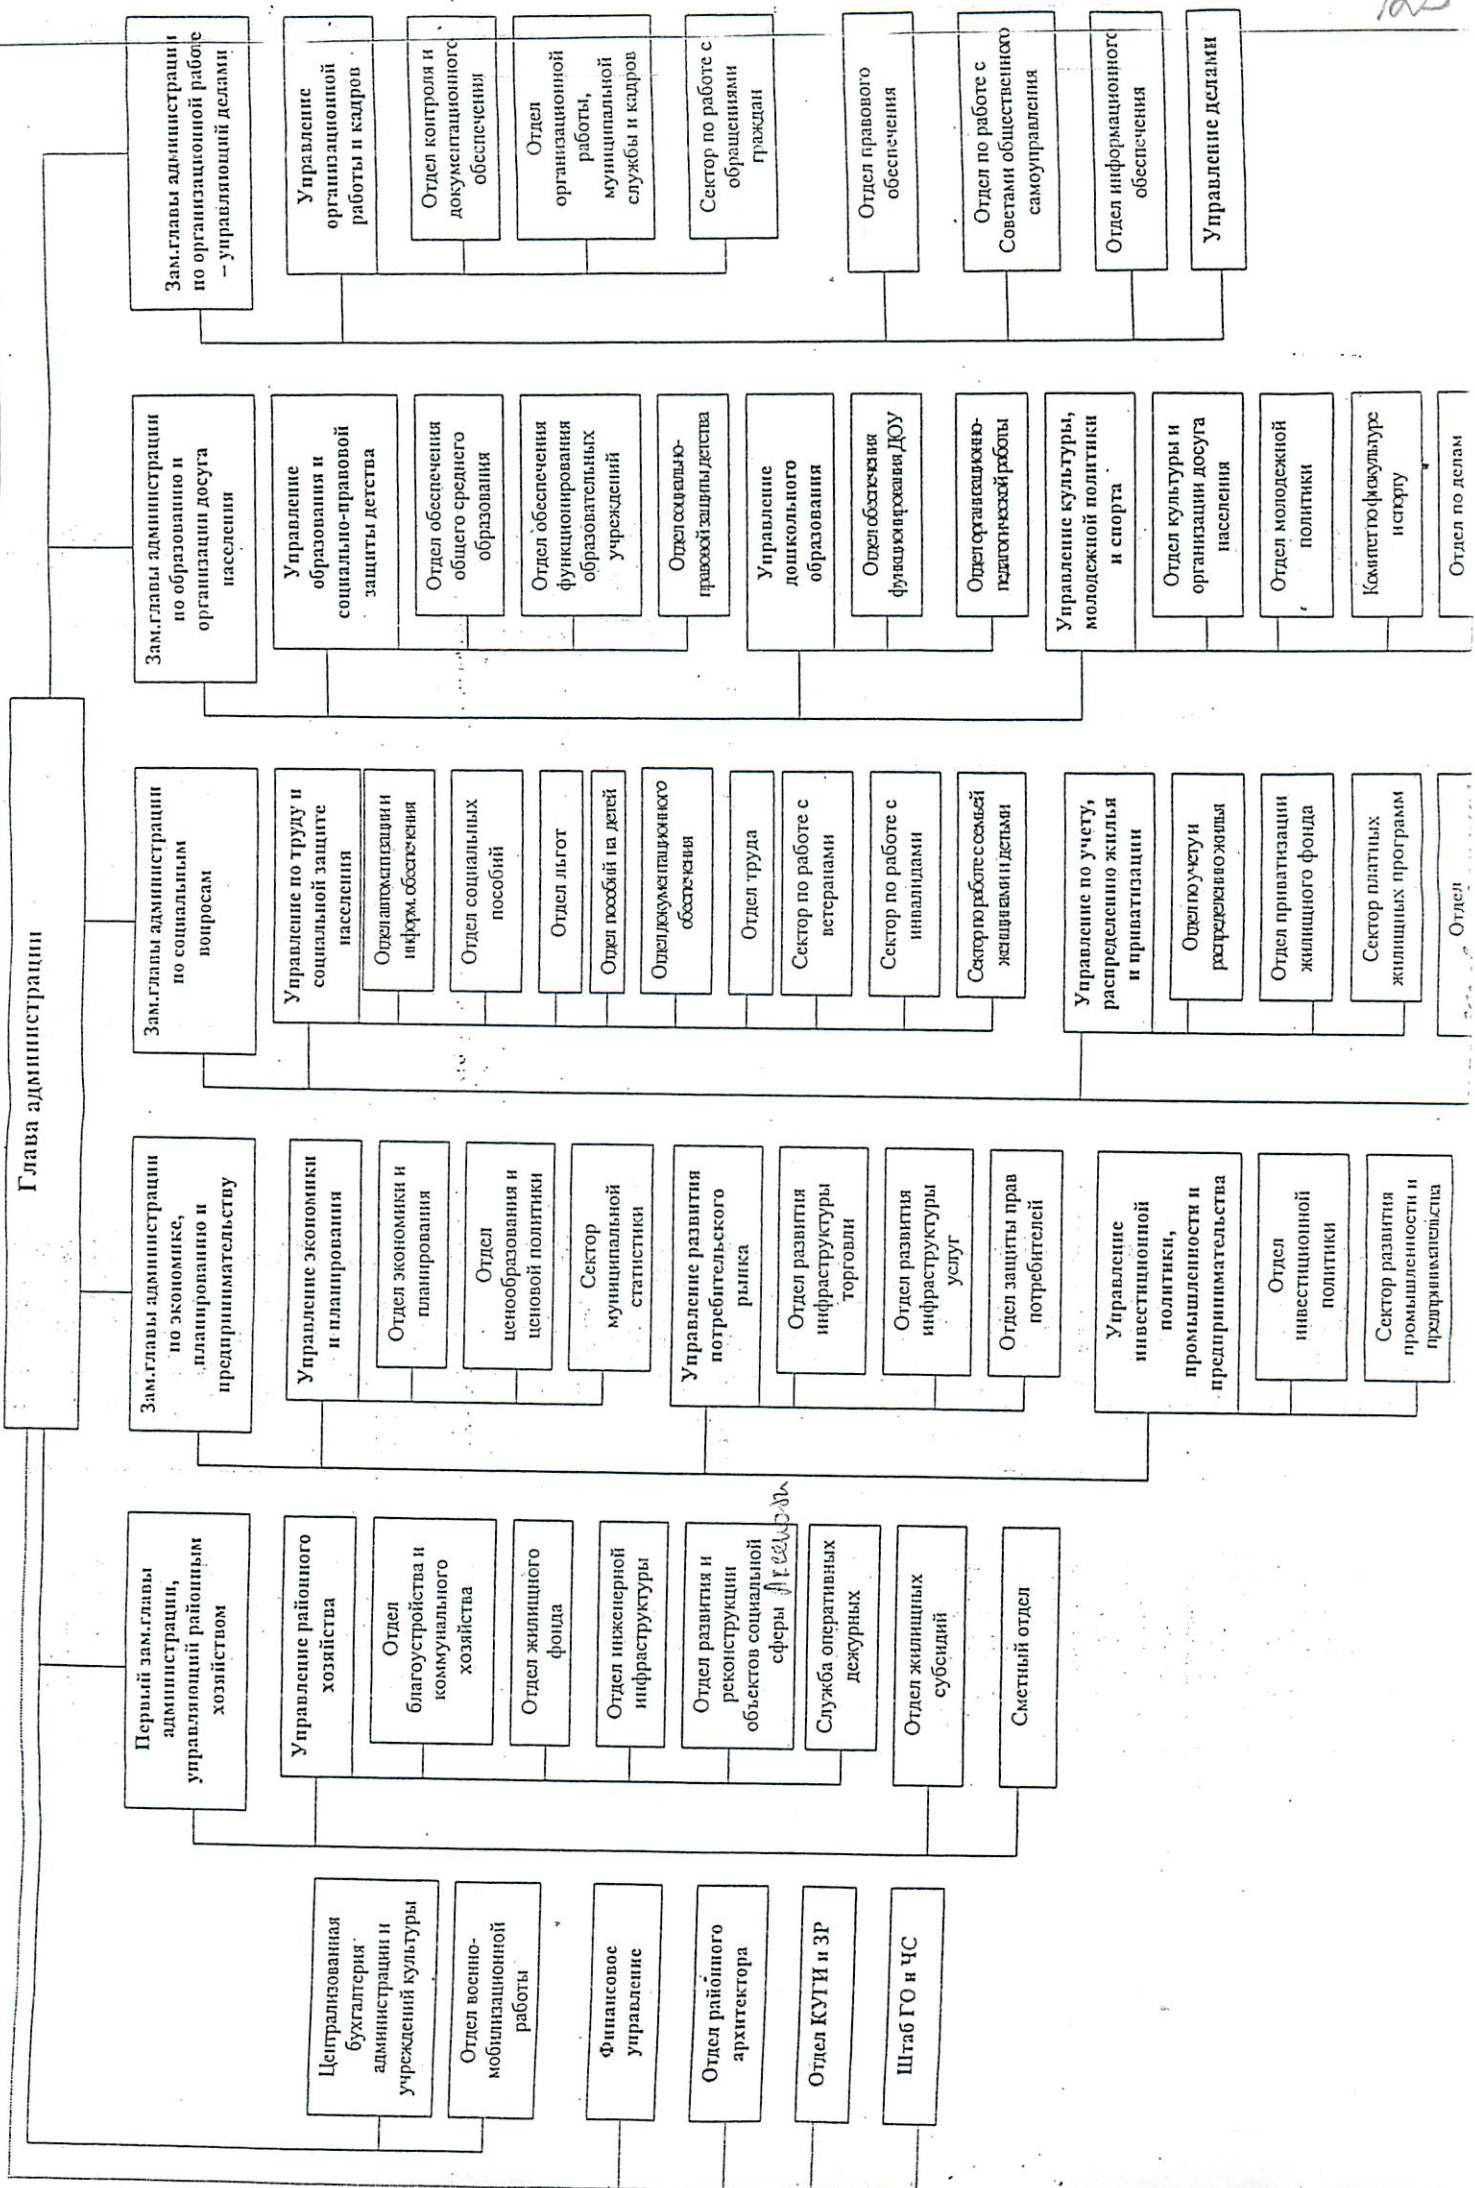 Глава администрации
Централизованная
бухгалтерия
администрации и
учреждений культуры
Отдел военно-
мобилизационной
работы
Финансовое
управление
Отдел районного
архитектора
Отдел КУГИ и ЗР
Штаб ГО и ЧС
Первый зам.главы
администрации,
управляющий районным
хозяйством
Управление районного
хозяйства
Отдел
благоустройства и
коммунального
хозяйства
Отдел жилищного
фонда
Отдел инженерной
инфраструктуры
Отдел развития и
реконструкции
объектов социальной
сферы
Служба оперативных
дежурных
Отдел жилищных
субсидий
Сметный отдел
Зам.главы администрации
по экономике,
планированию и
предпринимательству
Управление экономики
и планирования
Отдел экономики и
планирования
Отдел
ценообразования и
ценовой политики
Сектор
муниципальной
статистики
Управление развития
потребительского
рынка
Отдел развития
инфраструктуры
торговли
Отдел развития
инфраструктуры
услуг
Отдел защиты прав
потребителей
Управление
инвестиционной
политики,
промышленности и
предпринимательства
Отдел
инвестиционной
политики
Сектор развития
промышленности и
предпринимательства
Зам.главы администрации
по социальным
вопросам
Управление по труду и
социальной защите
населения
Отдел автоматизации и
информ. обеспечения
Отдел социальных
пособий
Отдел льгот
Отдел пособий на детей
Отдел документационного
обеспечения
Отдел труда
Сектор по работе с
ветеранами
Сектор по работе с
инвалидами
Сектор по работе с семьей
женщинами и детьми
Управление по учету,
распределению жилья
и приватизации
Отдел по учету и
распределению жилья
Отдел приватизации
жилищного фонда
Сектор платных
жилищных программ
Отдел
Зам.главы администрации
по образованию и
организации досуга
населения
Управление
образования и
социально-правовой
защиты детства
Отдел обеспечения
общего среднего
образования
Отдел обеспечения
функционирования
образовательных
учреждений
Отдел социально-
правовой защиты детства
Управление
дошкольного
образования
Отдел обеспечения
функционирования ДОУ
Отдел организационно-
педагогической работы
Управление культуры,
молодежной политики
и спорта
Отдел культуры и
организации досуга
населения
Отдел молодежной
политики
Комитет по физкультуре
и спорту
Отдел по делам
Зам.главы администрации
по организационной работе
– управляющий делами
Управление
организационной
работы и кадров
Отдел контроля и
документационного
обеспечения
Отдел
организационной
работы,
муниципальной
службы и кадров
Сектор по работе с
обращениями
граждан
Отдел правового
обеспечения
Отдел по работе с
Советами общественного
самоуправления
Отдел информационного
обеспечения
Управление делами